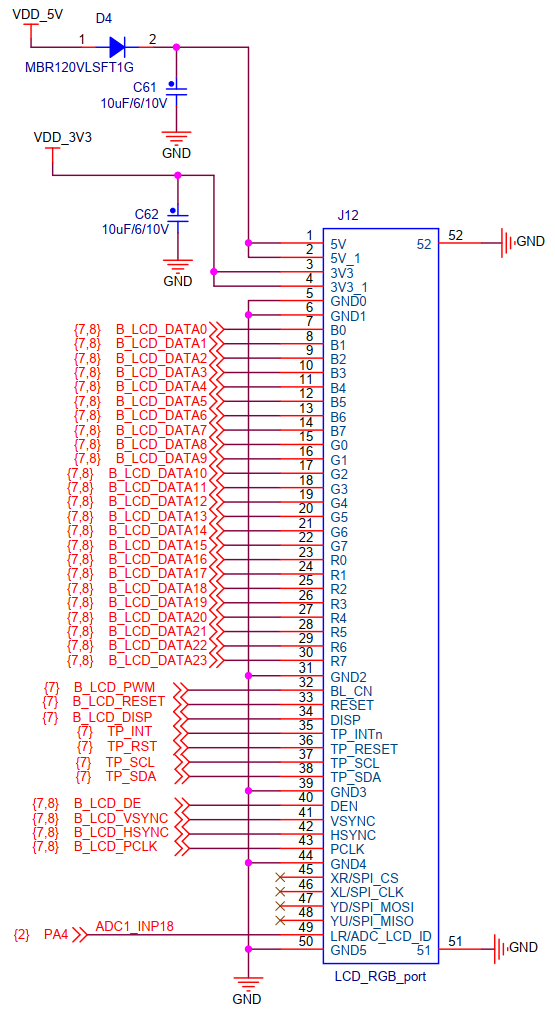 VDD_5V
D4
1 2
MBR120VLSFT1G
C61
10uF/6/10V
GND
VDD_3V3
C62
10uF/6/10V
GND
J12
1 5V 52 52 GND
2 5V_1
3 3V3
4 3V3_1
5 GND0
6 GND1
{7,8} B_LCD_DATA0 7 B0
{7,8} B_LCD_DATA1 8 B1
{7,8} B_LCD_DATA2 9 B2
{7,8} B_LCD_DATA3 10 B3
{7,8} B_LCD_DATA4 11 B4
{7,8} B_LCD_DATA5 12 B5
{7,8} B_LCD_DATA6 13 B6
{7,8} B_LCD_DATA7 14 B7
{7,8} B_LCD_DATA8 15 G0
{7,8} B_LCD_DATA9 16 G1
{7,8} B_LCD_DATA10 17 G2
{7,8} B_LCD_DATA11 18 G3
{7,8} B_LCD_DATA12 19 G4
{7,8} B_LCD_DATA13 20 G5
{7,8} B_LCD_DATA14 21 G6
{7,8} B_LCD_DATA15 22 G7
{7,8} B_LCD_DATA16 23 R0
{7,8} B_LCD_DATA17 24 R1
{7,8} B_LCD_DATA18 25 R2
{7,8} B_LCD_DATA19 26 R3
{7,8} B_LCD_DATA20 27 R4
{7,8} B_LCD_DATA21 28 R5
{7,8} B_LCD_DATA22 29 R6
{7,8} B_LCD_DATA23 30 R7
31 GND2
{7} B_LCD_PWM 32 BL_CN
{7} B_LCD_RESET 33 RESET
{7} B_LCD_DISP 34 DISP
{7} TP_INT 35 TP_INTn
{7} TP_RST 36 TP_RESET
{7} TP_SCL 37 TP_SCL
{7} TP_SDA 38 TP_SDA
39 GND3
{7,8} B_LCD_DE 40 DEN
{7,8} B_LCD_VSYNC 41 VSYNC
{7,8} B_LCD_HSYNC 42 HSYNC
{7,8} B_LCD_PCLK 43 PCLK
44 GND4
45 XR/SPI_CS
46 XL/SPI_CLK
47 YD/SPI_MOSI
48 YU/SPI_MISO
{2} PA4 ADC1_INP18 49 LR/ADC_LCD_ID
50 GND5 51 51 GND
LCD_RGB_port
GND